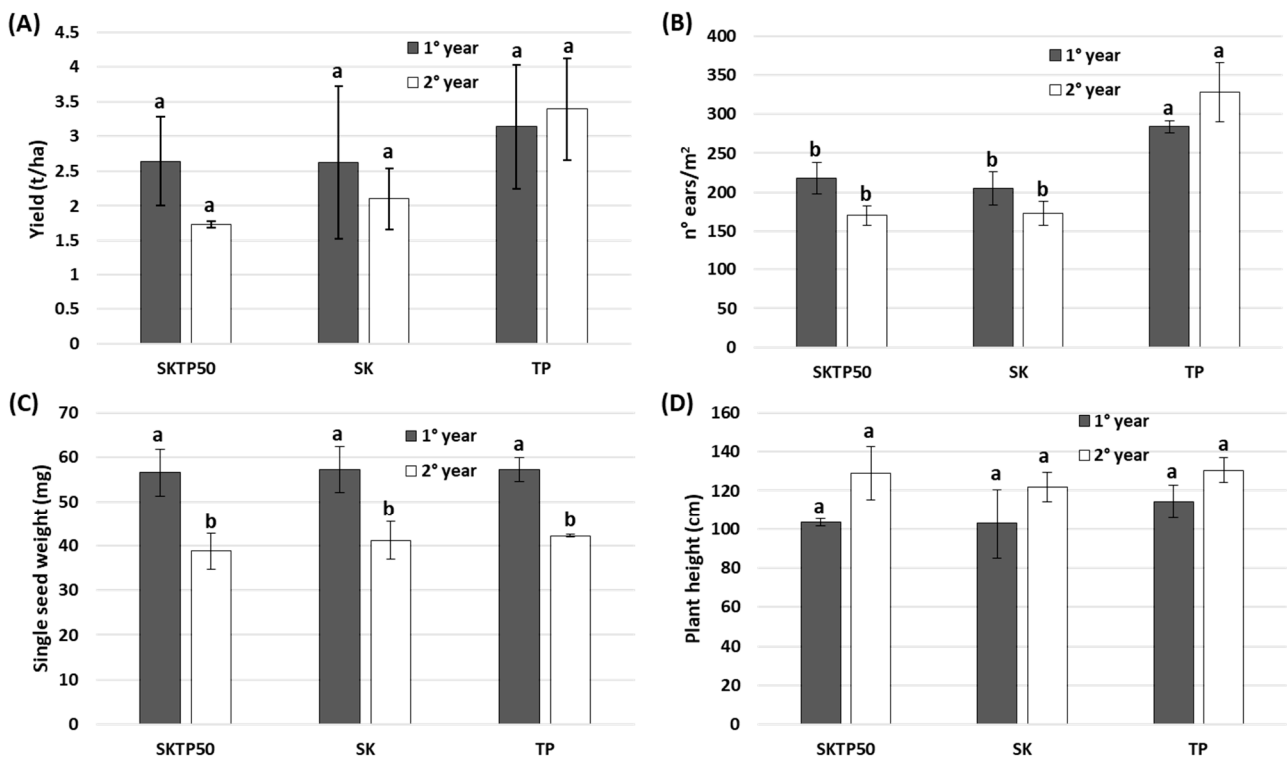 (A)
4.5
4
3.5
3
2.5
2
1.5
1
0.5
0
Yield (t/ha)
1° year
2° year
a
a
a
a
a
a
SKTP50
SK
TP
(B)
400
350
300
250
200
150
100
50
0
n° ears/m²
1° year
2° year
b
b
b
b
a
a
SKTP50
SK
TP
(C)
70
60
50
40
30
20
10
0
Single seed weight (mg)
1° year
2° year
a
b
a
b
a
b
SKTP50
SK
TP
(D)
160
140
120
100
80
60
40
20
0
Plant height (cm)
1° year
2° year
a
a
a
a
a
a
SKTP50
SK
TP